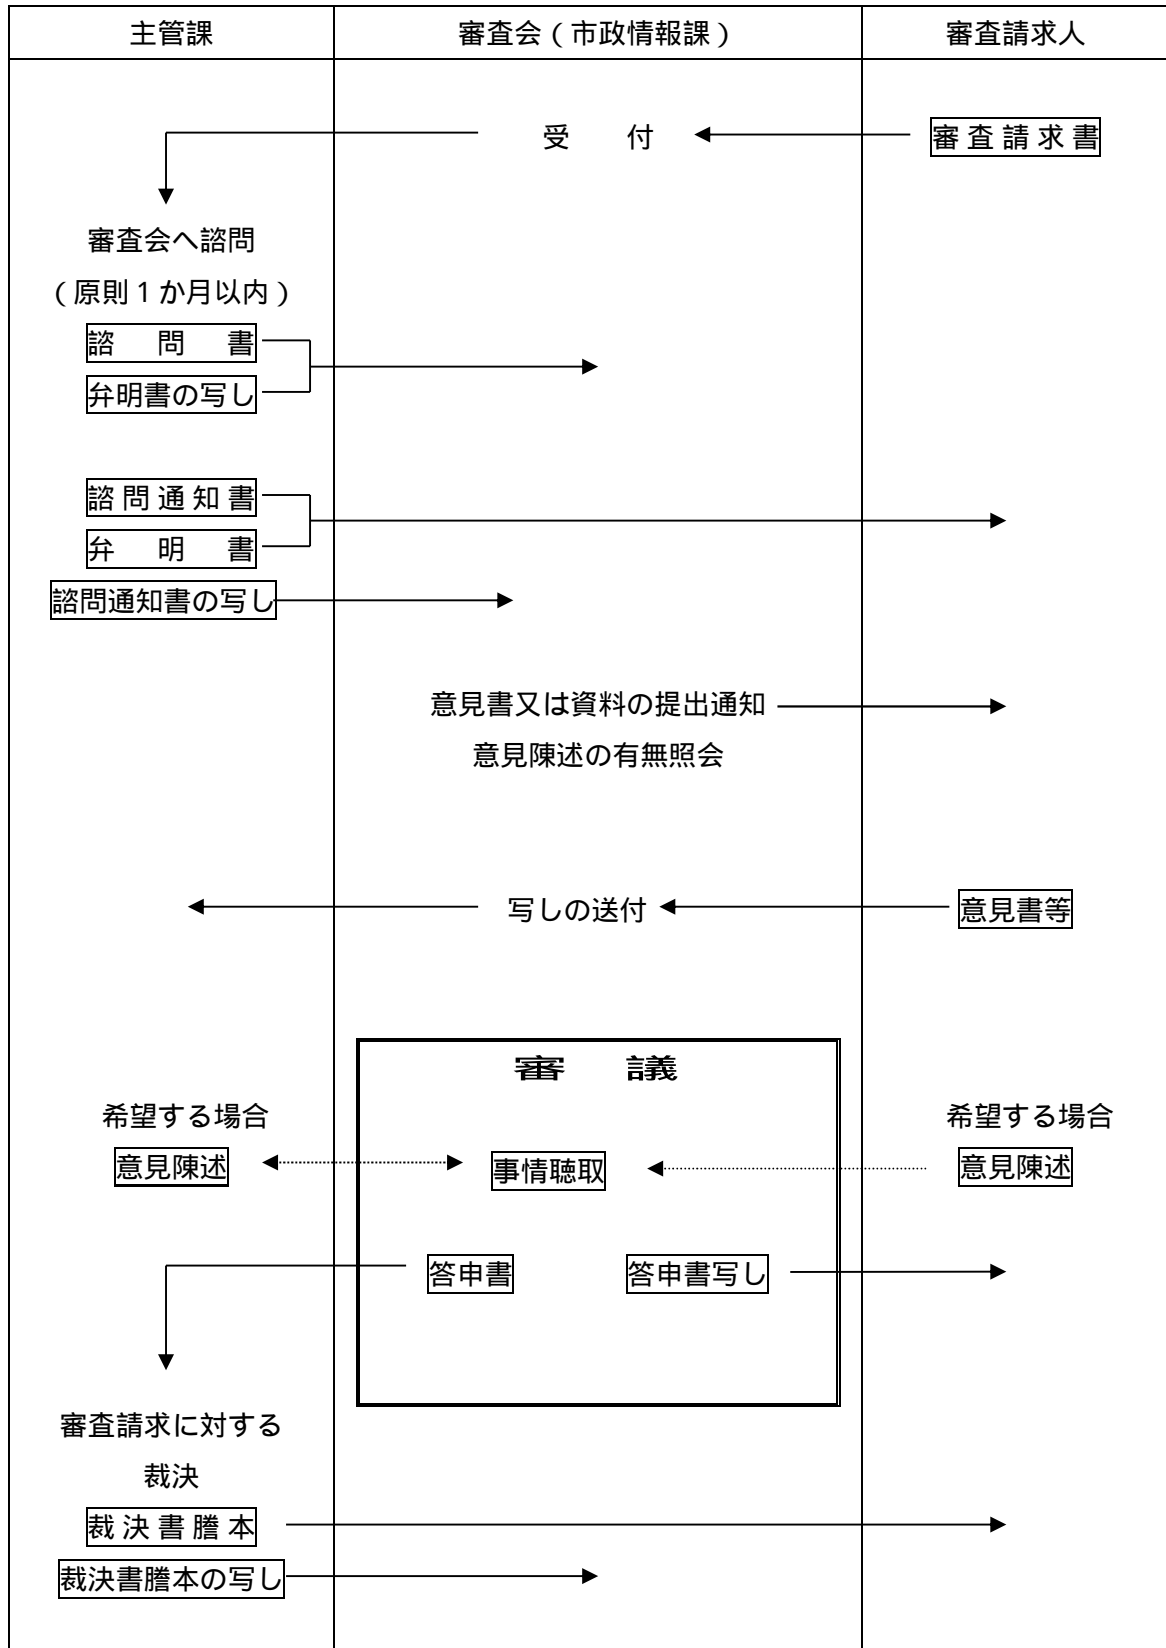 主管課
審査会（市政情報課）
審査請求人
受　　付
審査請求書
審査会へ諮問
（原則１か月以内）
諮　問　書
弁明書の写し
諮問通知書
弁　明　書
諮問通知書の写し
意見書又は資料の提出通知
意見陳述の有無照会
写しの送付
意見書等
審　議
希望する場合
希望する場合
意見陳述
事情聴取
意見陳述
答申書
答申書写し
審査請求に対する
裁決
裁決書謄本
裁決書謄本の写し